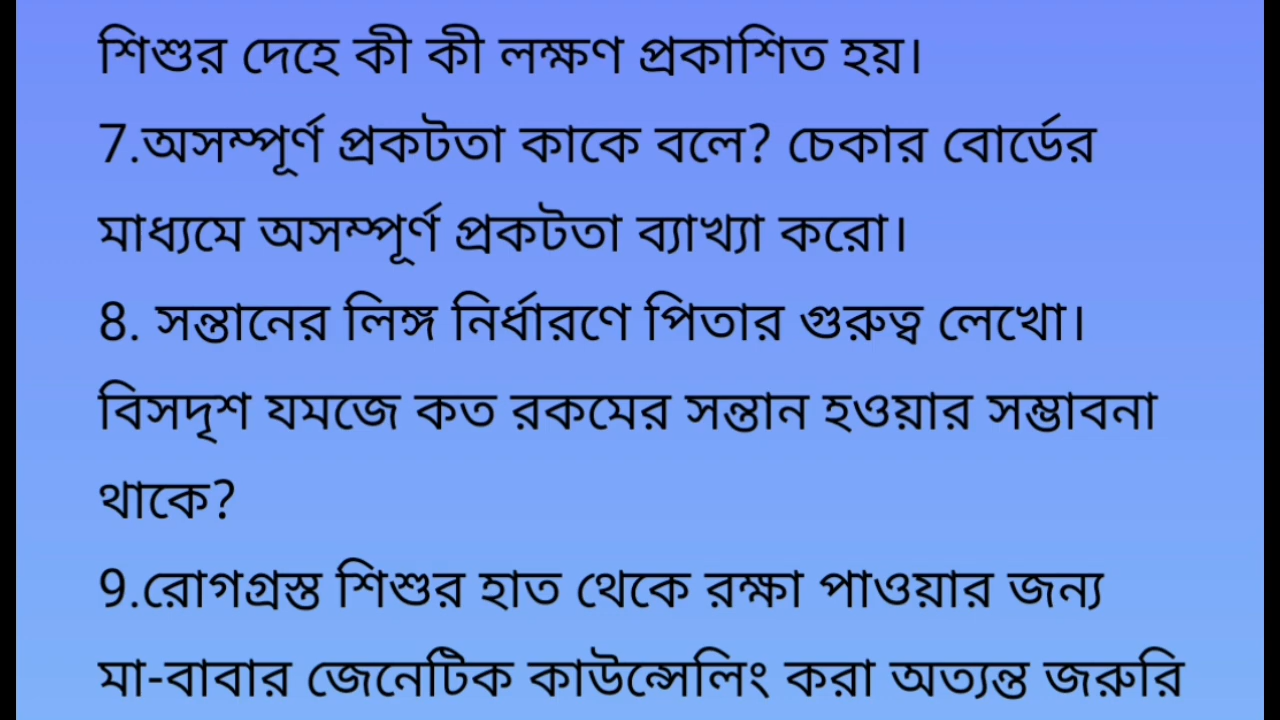 শিশুর দেহে কী কী লক্ষণ প্রকাশিত হয়।
7.অসম্পূর্ণ প্রকটতা কাকে বলে? চেকার বোর্ডের
মাধ্যমে অসম্পূর্ণ প্রকটতা ব্যাখ্যা করো।
8. সন্তানের লিঙ্গ নির্ধারণে পিতার গুরুত্ব লেখো।
বিসদৃশ যমজে কত রকমের সন্তান হওয়ার সম্ভাবনা
থাকে?
9.রোগগ্রস্ত শিশুর হাত থেকে রক্ষা পাওয়ার জন্য
মা-বাবার জেনেটিক কাউন্সেলিং করা অত্যন্ত জরুরি